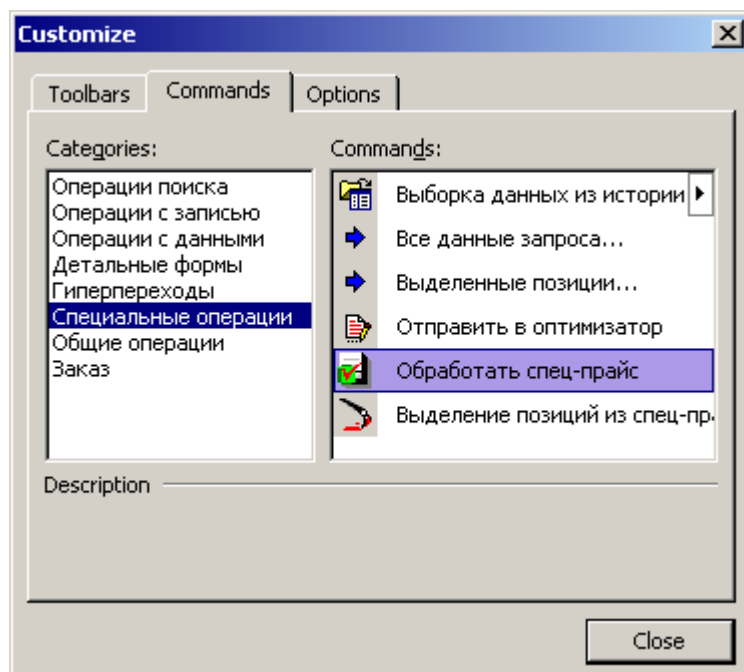 Customize
Toolbars Commands Options
Categories: Commands:
Операции поиска
Операции с записью
Операции с данными
Детальные формы
Гиперпереходы
Специальные операции
Общие операции
Заказ
Выборка данных из истории
Все данные запроса...
Выделенные позиции...
Отправить в оптимизатор
Обработать спец-прайс
Выделение позиций из спец-пр
Description
Close